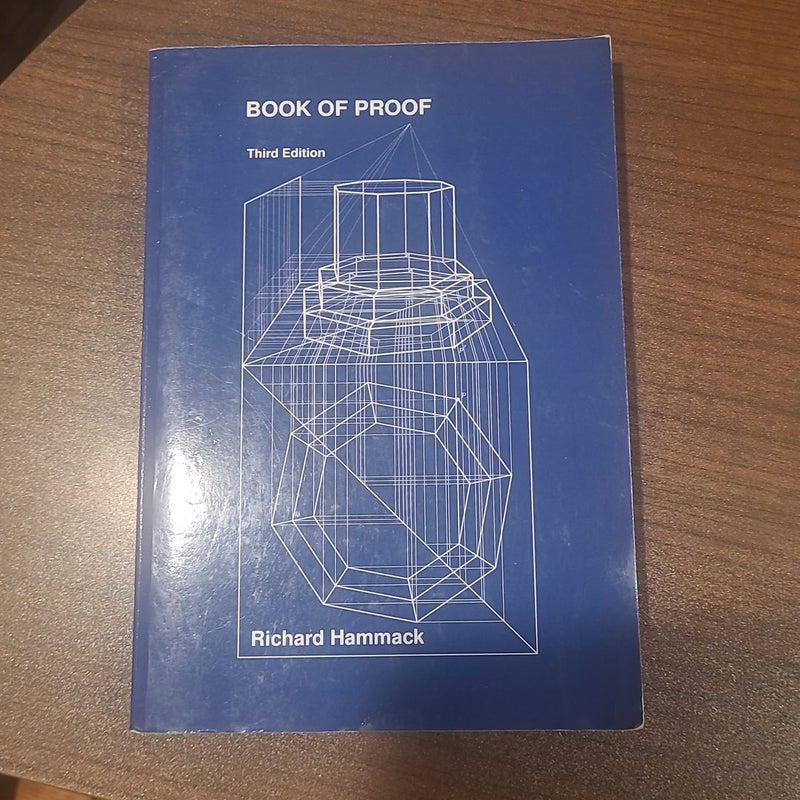 BOOK OF PROOF
Third Edition
Richard Hammack